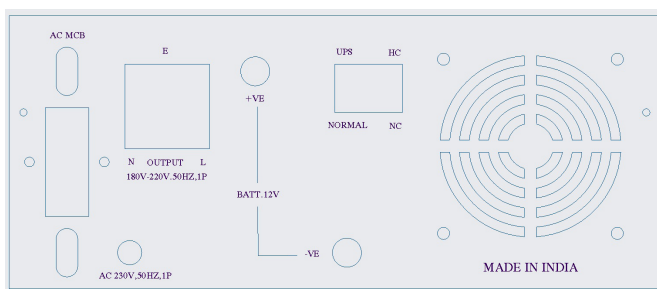 AC MCB
E
UPS HC
+VE
NORMAL NC
N OUTPUT L
180V-220V.50HZ,1P
BATT.12V
-VE
AC 230V,50HZ,1P
MADE IN INDIA